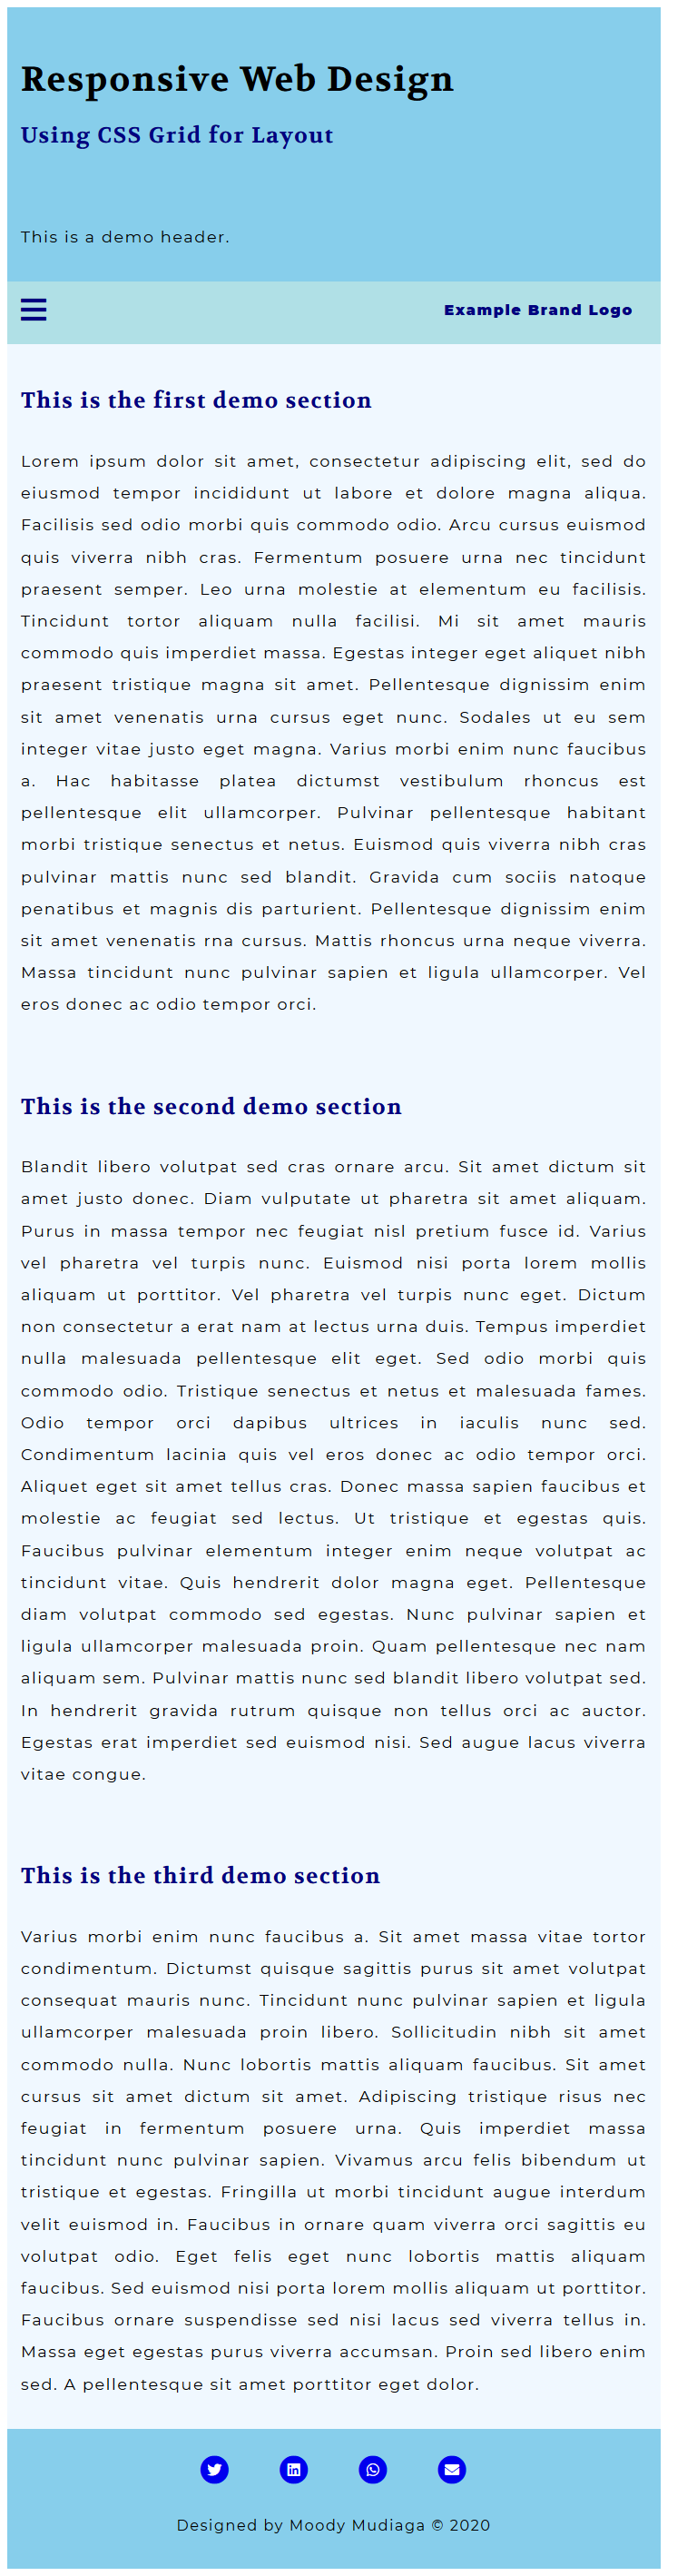 Responsive Web Design
Using CSS Grid for Layout
This is a demo header.
Example Brand Logo
This is the first demo section
Lorem ipsum dolor sit amet, consectetur adipiscing elit, sed do
eiusmod tempor incididunt ut labore et dolore magna aliqua.
Facilisis sed odio morbi quis commodo odio. Arcu cursus euismod
quis viverra nibh cras. Fermentum posuere urna nec tincidunt
praesent semper. Leo urna molestie at elementum eu facilisis.
Tincidunt tortor aliquam nulla facilisi. Mi sit amet mauris
commodo quis imperdiet massa. Egestas integer eget aliquet nibh
praesent tristique magna sit amet. Pellentesque dignissim enim
sit amet venenatis urna cursus eget nunc. Sodales ut eu sem
integer vitae justo eget magna. Varius morbi enim nunc faucibus
a. Hac habitasse platea dictumst vestibulum rhoncus est
pellentesque elit ullamcorper. Pulvinar pellentesque habitant
morbi tristique senectus et netus. Euismod quis viverra nibh cras
pulvinar mattis nunc sed blandit. Gravida cum sociis natoque
penatibus et magnis dis parturient. Pellentesque dignissim enim
sit amet venenatis rna cursus. Mattis rhoncus urna neque viverra.
Massa tincidunt nunc pulvinar sapien et ligula ullamcorper. Vel
eros donec ac odio tempor orci.
This is the second demo section
Blandit libero volutpat sed cras ornare arcu. Sit amet dictum sit
amet justo donec. Diam vulputate ut pharetra sit amet aliquam.
Purus in massa tempor nec feugiat nisl pretium fusce id. Varius
vel pharetra vel turpis nunc. Euismod nisi porta lorem mollis
aliquam ut porttitor. Vel pharetra vel turpis nunc eget. Dictum
non consectetur a erat nam at lectus urna duis. Tempus imperdiet
nulla malesuada pellentesque elit eget. Sed odio morbi quis
commodo odio. Tristique senectus et netus et malesuada fames.
Odio tempor orci dapibus ultrices in iaculis nunc sed.
Condimentum lacinia quis vel eros donec ac odio tempor orci.
Aliquet eget sit amet tellus cras. Donec massa sapien faucibus et
molestie ac feugiat sed lectus. Ut tristique et egestas quis.
Faucibus pulvinar elementum integer enim neque volutpat ac
tincidunt vitae. Quis hendrerit dolor magna eget. Pellentesque
diam volutpat commodo sed egestas. Nunc pulvinar sapien et
ligula ullamcorper malesuada proin. Quam pellentesque nec nam
aliquam sem. Pulvinar mattis nunc sed blandit libero volutpat sed.
In hendrerit gravida rutrum quisque non tellus orci ac auctor.
Egestas erat imperdiet sed euismod nisi. Sed augue lacus viverra
vitae congue.
This is the third demo section
Varius morbi enim nunc faucibus a. Sit amet massa vitae tortor
condimentum. Dictumst quisque sagittis purus sit amet volutpat
consequat mauris nunc. Tincidunt nunc pulvinar sapien et ligula
ullamcorper malesuada proin libero. Sollicitudin nibh sit amet
commodo nulla. Nunc lobortis mattis aliquam faucibus. Sit amet
cursus sit amet dictum sit amet. Adipiscing tristique risus nec
feugiat in fermentum posuere urna. Quis imperdiet massa
tincidunt nunc pulvinar sapien. Vivamus arcu felis bibendum ut
tristique et egestas. Fringilla ut morbi tincidunt augue interdum
velit euismod in. Faucibus in ornare quam viverra orci sagittis eu
volutpat odio. Eget felis eget nunc lobortis mattis aliquam
faucibus. Sed euismod nisi porta lorem mollis aliquam ut porttitor.
Faucibus ornare suspendisse sed nisi lacus sed viverra tellus in.
Massa eget egestas purus viverra accumsan. Proin sed libero enim
sed. A pellentesque sit amet porttitor eget dolor.
Designed by Moody Mudiaga © 2020